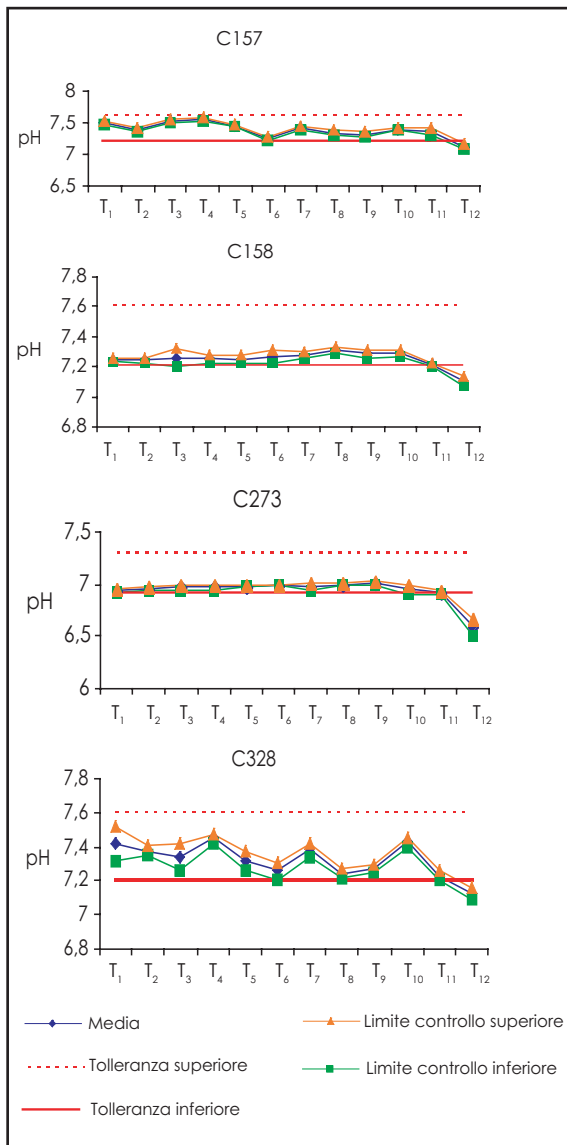 C157
8
7,5
pH
7
6,5
T1 T2 T3 T4 T5 T6 T7 T8 T9 T10 T11 T12
C158
7,8
7,6
7,4
pH
7,2
7
6,8
T1 T2 T3 T4 T5 T6 T7 T8 T9 T10 T11 T12
C273
7,5
7
pH
6,5
6
T1 T2 T3 T4 T5 T6 T7 T8 T9 T10 T11 T12
C328
7,8
7,6
7,4
pH
7,2
7
6,8
T1 T2 T3 T4 T5 T6 T7 T8 T9 T10 T11 T12
Media
Limite controllo superiore
Tolleranza superiore
Limite controllo inferiore
Tolleranza inferiore